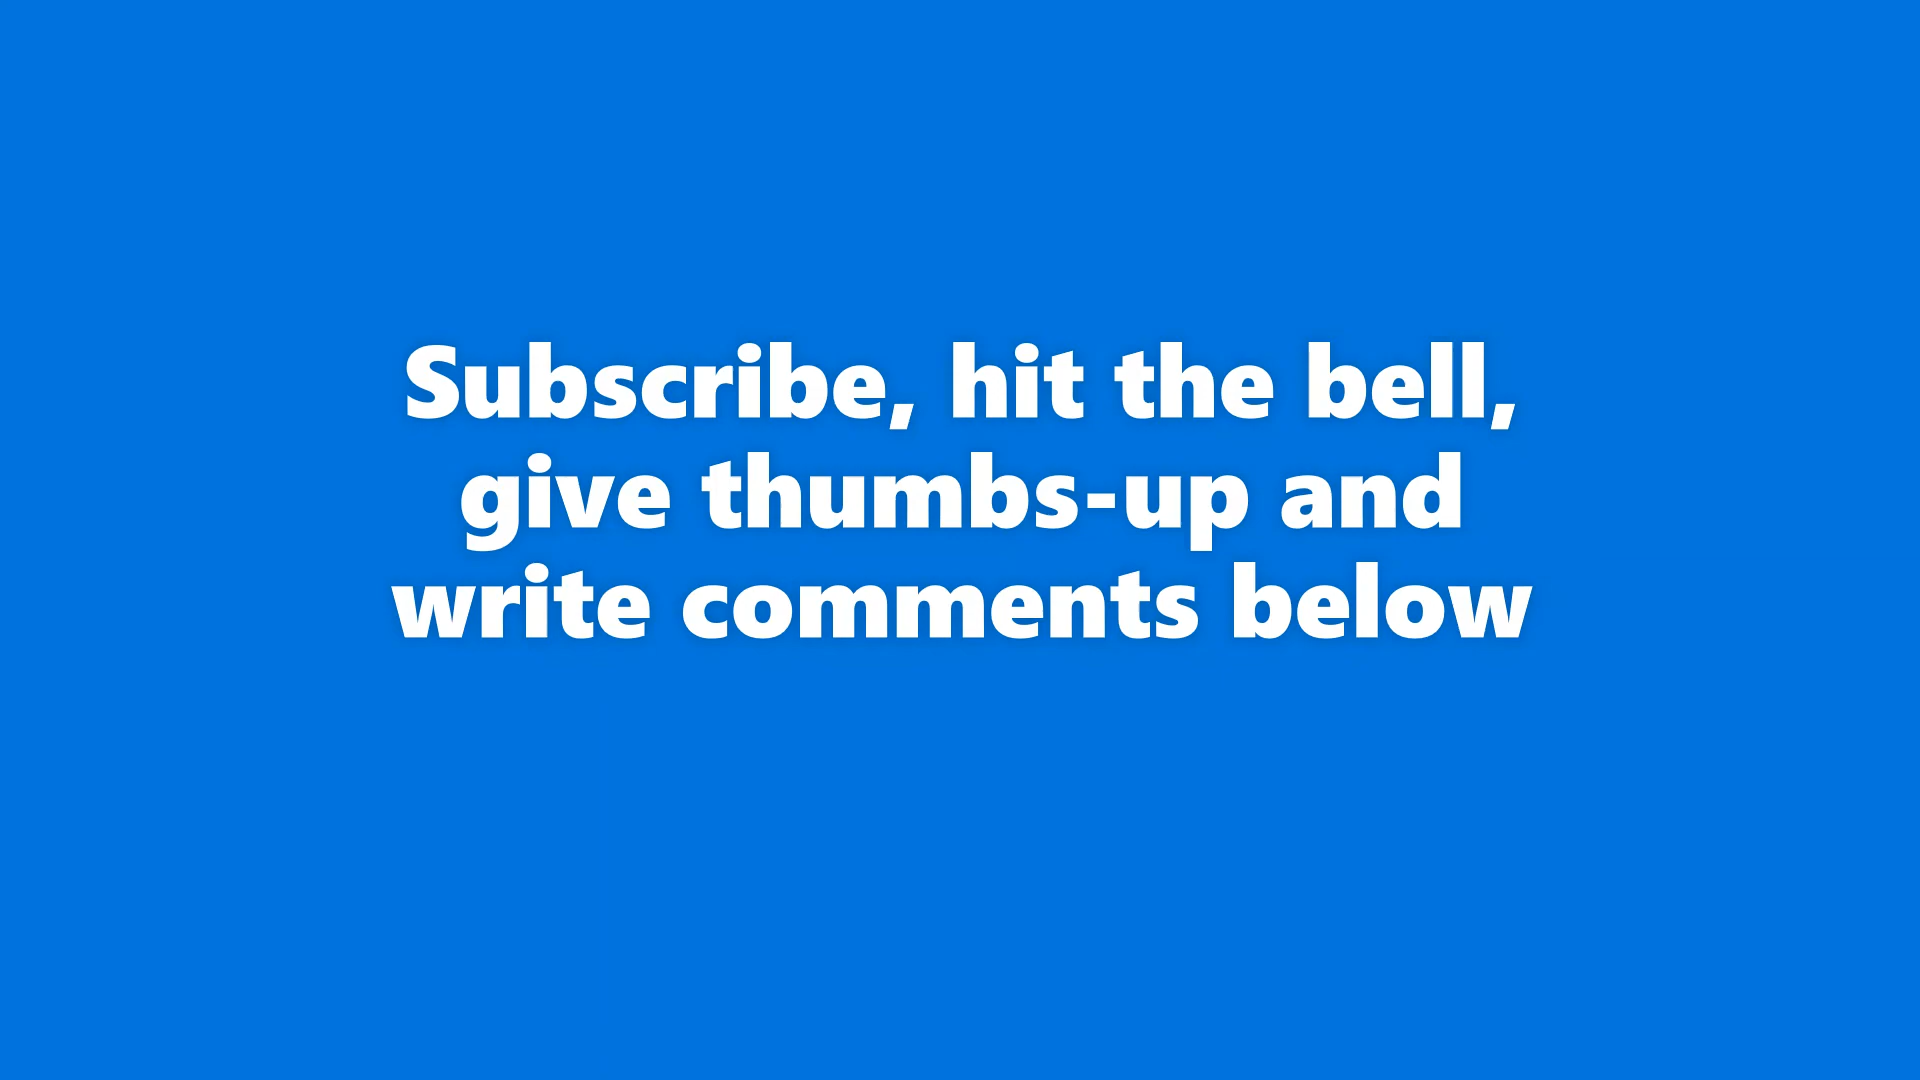 Subscribe, hit the bell,
give thumbs-up and
write comments below